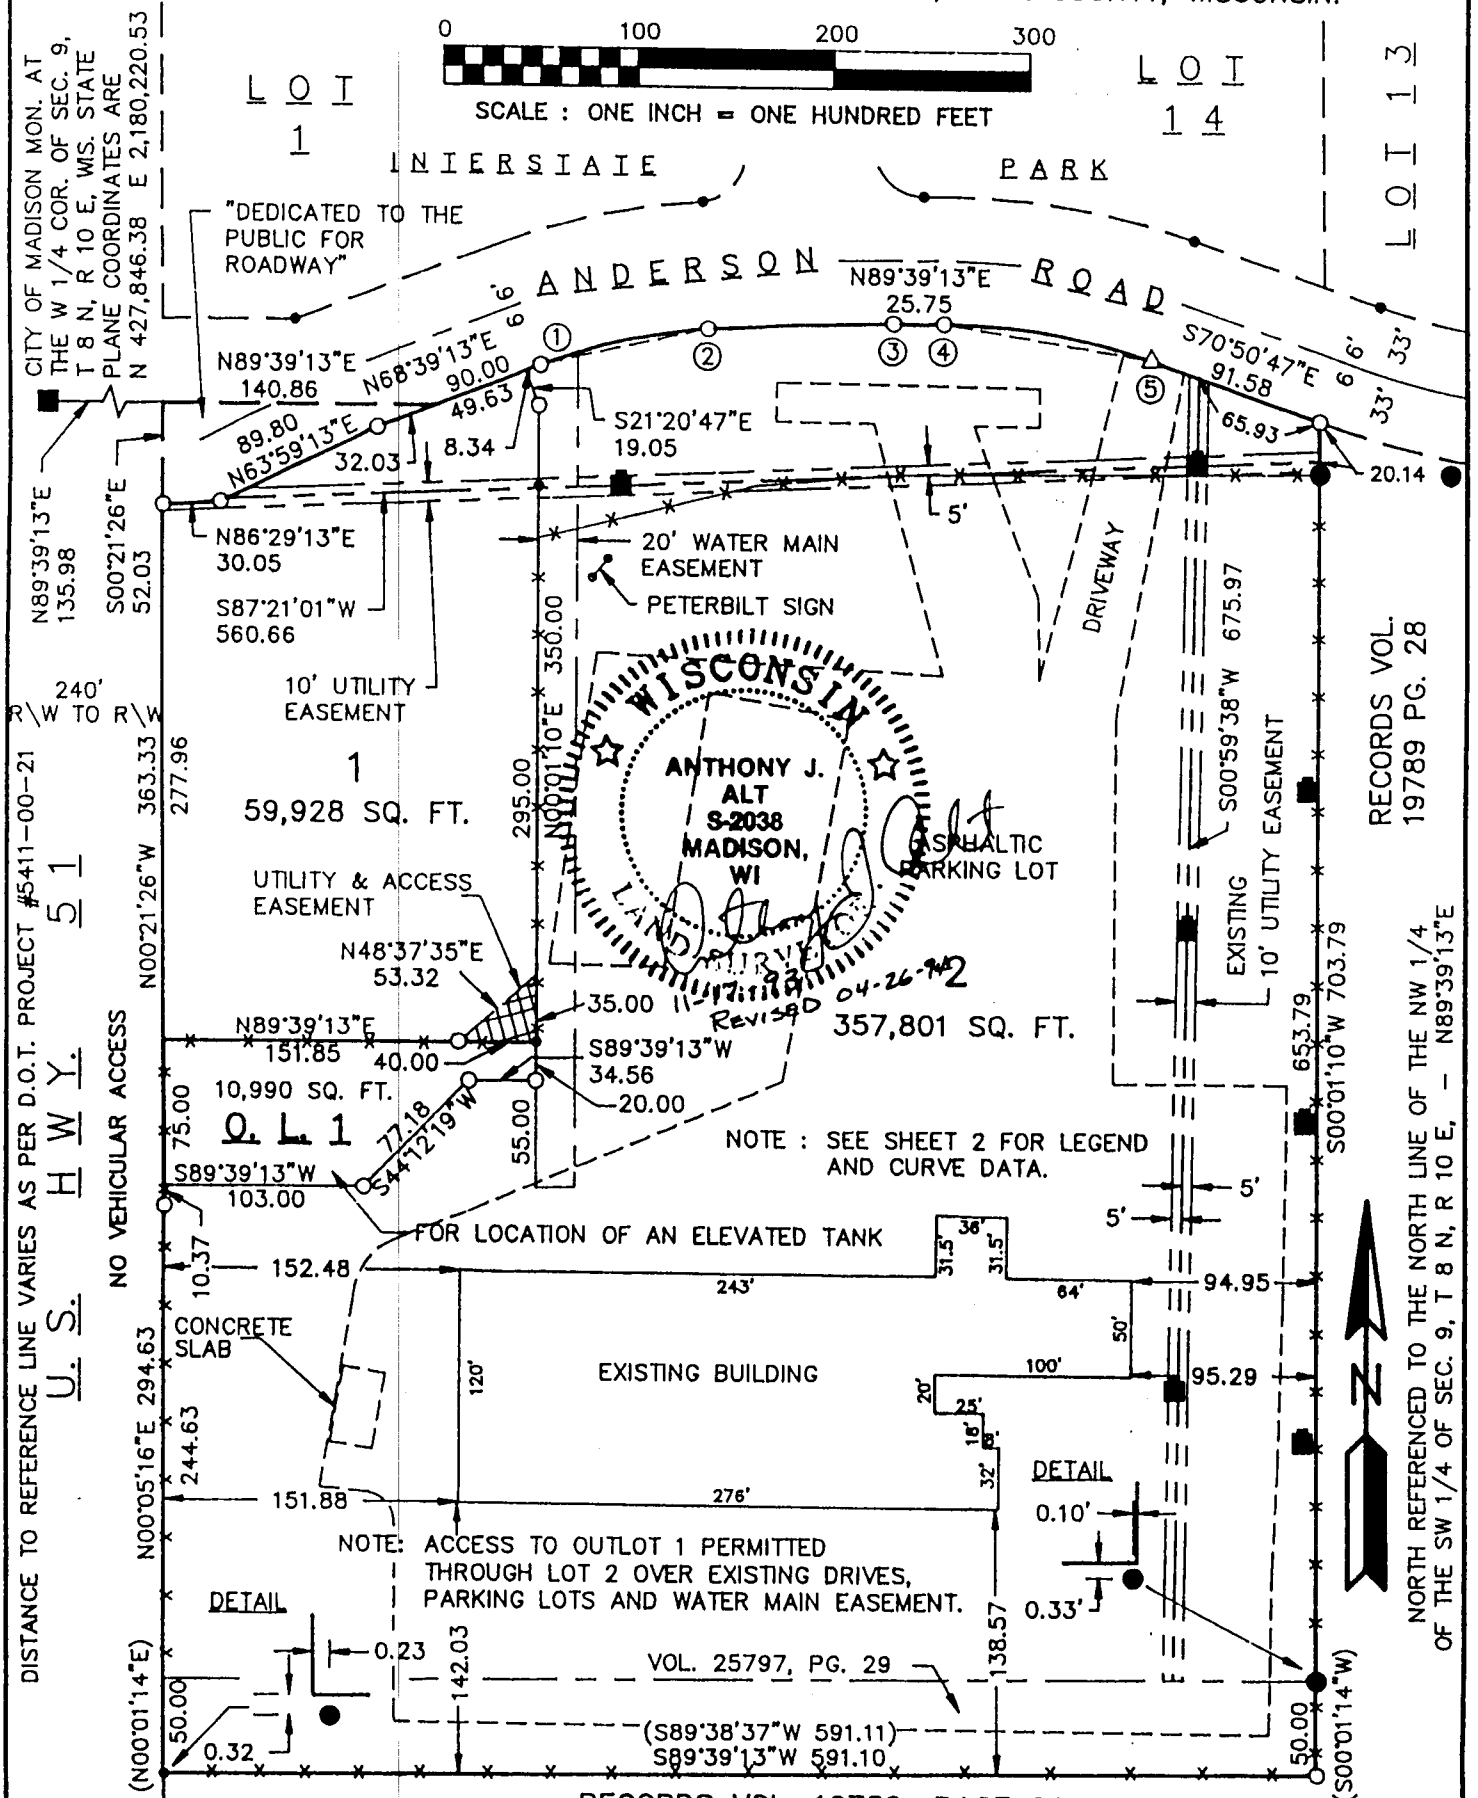 0 100 200 300
SCALE : ONE INCH = ONE HUNDRED FEET
CITY OF MADISON MON. AT
THE W 1/4 COR. OF SEC. 9,
T 8 N, R 10 E, WIS. STATE
PLANE COORDINATES ARE
N 427,846.38 E 2,180,220.53
LOT
1
LOT
14
LOT 13
INTERSTATE PARK
"DEDICATED TO THE
PUBLIC FOR
ROADWAY"
ANDERSON ROAD
66'
N89°39'13"E
25.75
1
2
3
4
5
S70°50'47"E
91.58
66'
33'
33'
65.93
20.14
N89°39'13"E
140.86
N68°39'13"E
90.00
49.63
89.80
N63°59'13"E
32.03
8.34
S21°20'47"E
19.05
5'
N89°39'13"E
135.98
S00°21'26"E
52.03
N86°29'13"E
30.05
S87°21'01"W
560.66
20' WATER MAIN
EASEMENT
PETERBILT SIGN
DRIVEWAY
S00°59'38"W 675.97
10' UTILITY
EASEMENT
240'
R\W TO R\W
N00°21'26"W 363.33
277.96
1
59,928 SQ. FT.
295.00
N00°01'10"E 350.00
WISCONSIN
ANTHONY J.
ALT
S-2038
MADISON,
WI
LAND SURVEYOR
REVISED 04-26-94
ASPHALTIC
PARKING LOT
EXISTING
10' UTILITY EASEMENT
RECORDS VOL.
19789 PG. 28
UTILITY & ACCESS
EASEMENT
N48°37'35"E
53.32
35.00
2
357,801 SQ. FT.
N89°39'13"E
151.85
40.00
S89°39'13"W
34.56
20.00
10,990 SQ. FT.
O. L. 1
77.18
S44°12'19"W
55.00
75.00
S89°39'13"W
103.00
NOTE : SEE SHEET 2 FOR LEGEND
AND CURVE DATA.
653.79
S00°01'10"W 703.79
5'
5'
FOR LOCATION OF AN ELEVATED TANK
NO VEHICULAR ACCESS
U. S. HWY. 51
DISTANCE TO REFERENCE LINE VARIES AS PER D.O.T. PROJECT #5411-00-21
10.37
152.48
243'
31.5'
36'
31.5'
64'
94.95
50'
CONCRETE
SLAB
120'
EXISTING BUILDING
100'
95.29
20'
25'
18'
8'
32'
N00°05'16"E 294.63
244.63
151.88
276'
DETAIL
0.10'
0.33'
NOTE: ACCESS TO OUTLOT 1 PERMITTED
THROUGH LOT 2 OVER EXISTING DRIVES,
PARKING LOTS AND WATER MAIN EASEMENT.
DETAIL
0.23
0.32
142.03
138.57
VOL. 25797, PG. 29
(N00°01'14"E)
50.00
(S89°38'37"W 591.11)
S89°39'13"W 591.10
50.00
(S00°01'14"W)
N
NORTH REFERENCED TO THE NORTH LINE OF THE NW 1/4
OF THE SW 1/4 OF SEC. 9, T 8 N, R 10 E, - N89°39'13"E